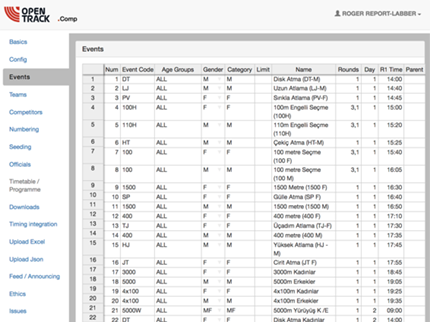 OPEN
TRACK .Comp
ROGER REPORT-LABBER
Basics
Config
Events
Teams
Competitors
Numbering
Seeding
Officials
Timetable /
Programme
Downloads
Timing integration
Upload Excel
Upload Json
Feed / Announcing
Ethics
Issues
Events
Num Event Code Age Groups Gender Category Limit Name Rounds Day R1 Time Parent
1 1 DT ALL M M Disk Atma (DT-M) 1 1 14:00
2 2 LJ ALL M M Uzun Atlama (LJ-M) 1 1 14:40
3 3 PV ALL F F Sırıkla Atlama (PV-F) 1 1 14:45
4 4 100H ALL F F 100m Engelli Seçme 3,1 1 15:00
(100H)
5 5 110H ALL M M 110m Engelli Seçme 3,1 1 15:20
(110H)
6 6 HT ALL M M Çekiç Atma (HT-M) 1 1 15:25
7 7 100 ALL F F 100 metre Seçme 3,1 1 15:40
(100 F)
8 8 100 ALL M M 100 metre Seçme 3,1 1 16:05
(100 M)
9 9 1500 ALL F F 1500 Metre (1500 F) 1 1 16:30
10 10 SP ALL F F Gülle Atma (SP F) 1 1 16:40
11 11 1500 ALL M M 1500 metre (1500 M) 1 1 16:50
12 12 400 ALL F F 400 metre (400 F) 1 1 17:10
13 13 TJ ALL F F Üçadım Atlama (TJ-F) 1 1 17:30
14 14 400 ALL M M 400 metre (400 M) 1 1 17:35
15 15 HJ ALL M M Yüksek Atlama (HJ - 1 1 17:45
M)
16 16 JT ALL F F Cirit Atma (JT F) 1 1 17:55
17 17 3000 ALL F F 3000m Kadınlar 1 1 18:45
18 18 5000 ALL M M 5000m Erkekler 1 1 19:05
19 19 4x100 ALL F F 4x100m Kadınlar 1 1 19:25
20 20 4x100 ALL M M 4x100m Erkekler 1 1 19:35
21 21 5000W ALL MF MF 5000m Yürüyüş K /E 1 2 09:00
22 22 DT ALL F F Disk Atma Kadınlar 1 2 14:00